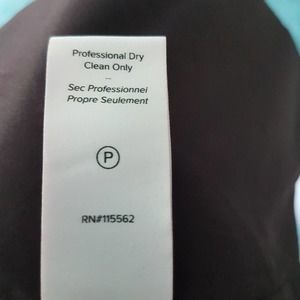 Professional Dry
Clean Only
–
Sec Professionnel
Propre Seulement
P
RN#115562